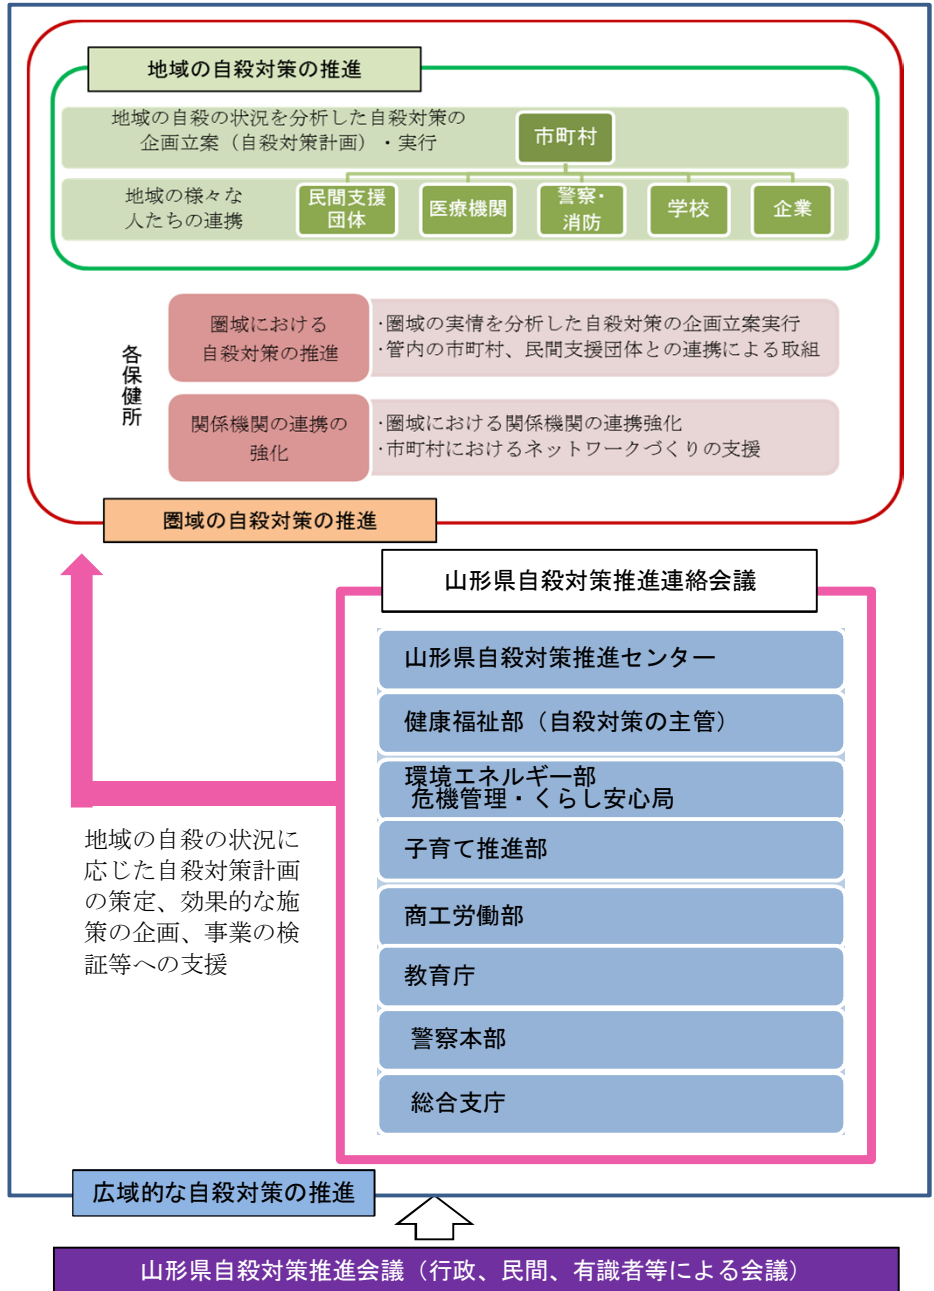 地域の自殺対策の推進
地域の自殺の状況を分析した自殺対策の
企画立案（自殺対策計画）・実行
市町村
地域の様々な
人たちの連携
民間支援
団体
医療機関
警察・
消防
学校
企業
各保健所
圏域における
自殺対策の推進
・圏域の実情を分析した自殺対策の企画立案実行
・管内の市町村、民間支援団体との連携による取組
関係機関の連携の
強化
・圏域における関係機関の連携強化
・市町村におけるネットワークづくりの支援
圏域の自殺対策の推進
山形県自殺対策推進連絡会議
山形県自殺対策推進センター
健康福祉部（自殺対策の主管）
環境エネルギー部
危機管理・くらし安心局
子育て推進部
商工労働部
教育庁
警察本部
総合支庁
地域の自殺の状況に
応じた自殺対策計画
の策定、効果的な施
策の企画、事業の検
証等への支援
広域的な自殺対策の推進
山形県自殺対策推進会議（行政、民間、有識者等による会議）